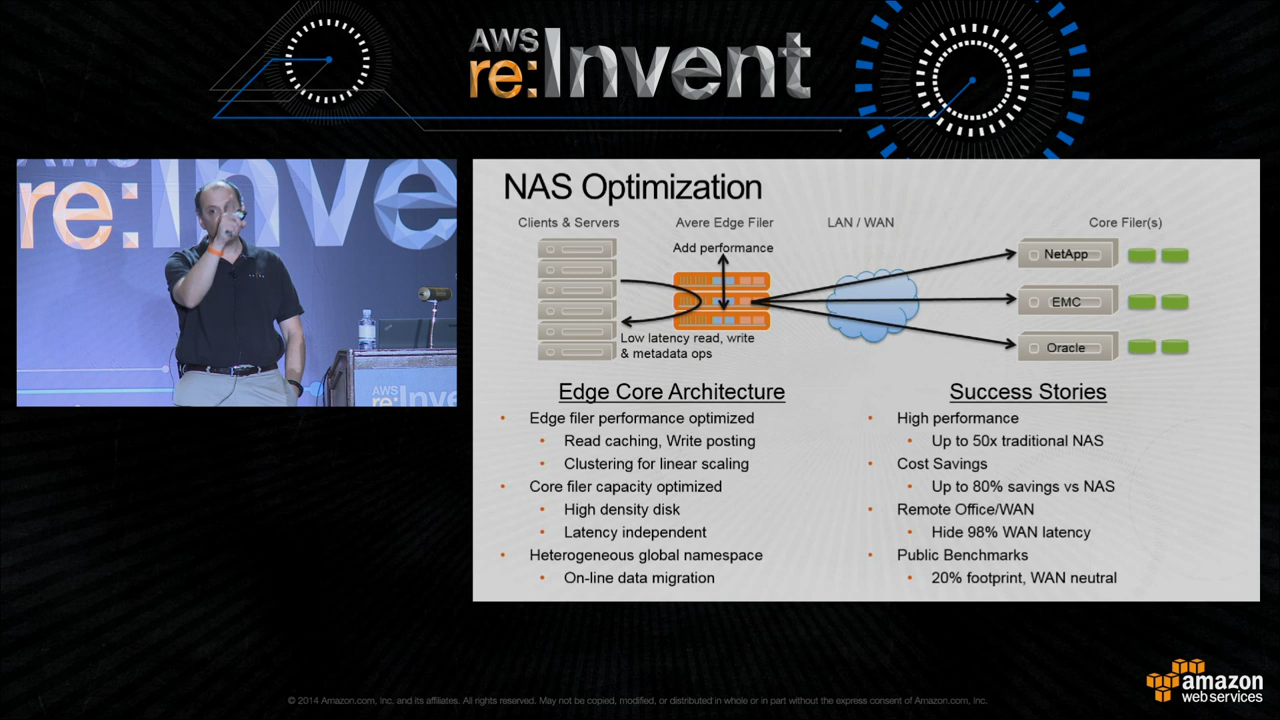 AWS
re:Invent
AWS
re:Inve
AWS
re:Invent
NAS Optimization
Clients & Servers
Avere Edge Filer
LAN / WAN
Core Filer(s)
Add performance
NetApp
EMC
Oracle
Low latency read, write
& metadata ops
Edge Core Architecture
• Edge filer performance optimized
• Read caching, Write posting
• Clustering for linear scaling
• Core filer capacity optimized
• High density disk
• Latency independent
• Heterogeneous global namespace
• On-line data migration
Success Stories
• High performance
• Up to 50x traditional NAS
• Cost Savings
• Up to 80% savings vs NAS
• Remote Office/WAN
• Hide 98% WAN latency
• Public Benchmarks
• 20% footprint, WAN neutral
© 2014 Amazon.com, Inc. and its affiliates. All rights reserved. May not be copied, modified, or distributed in whole or in part without the express consent of Amazon.com, Inc.
amazon
web services